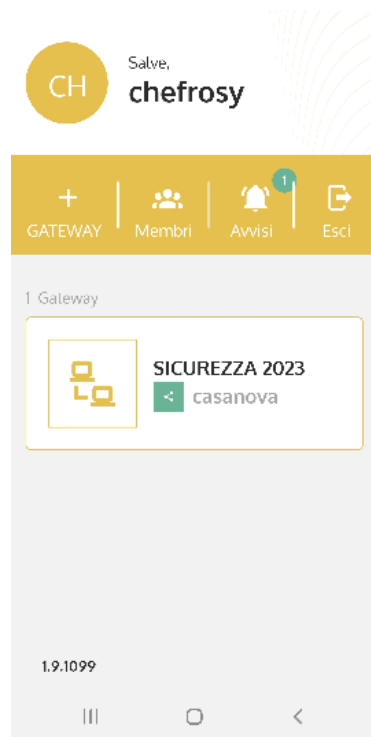 CH
Salve,
chefrosy
1
GATEWAY
Membri
Avvisi
Esci
1 Gateway
SICUREZZA 2023
casanova
1.9.1099